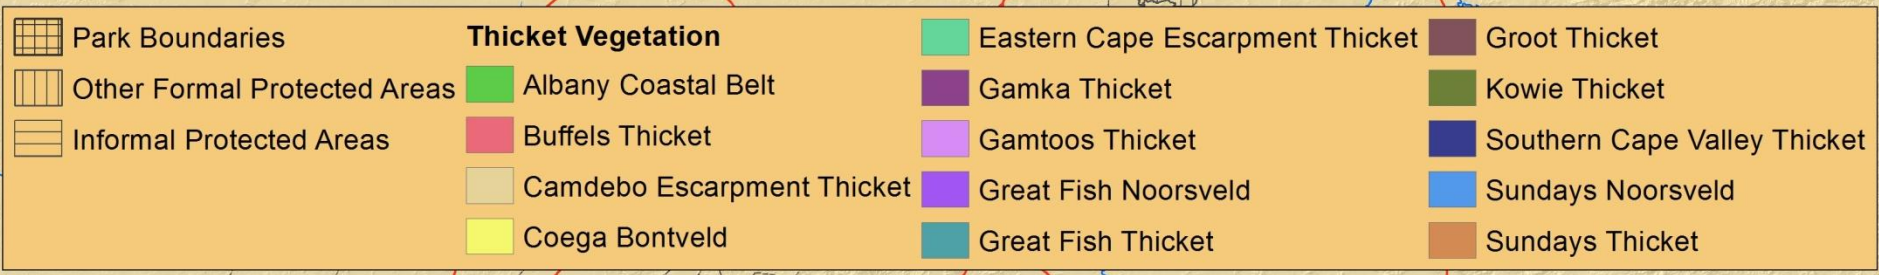 Park Boundaries
Other Formal Protected Areas
Informal Protected Areas
Thicket Vegetation
Albany Coastal Belt
Buffels Thicket
Camdebo Escarpment Thicket
Coega Bontveld
Eastern Cape Escarpment Thicket
Gamka Thicket
Gamtoos Thicket
Great Fish Noorsveld
Great Fish Thicket
Groot Thicket
Kowie Thicket
Southern Cape Valley Thicket
Sundays Noorsveld
Sundays Thicket